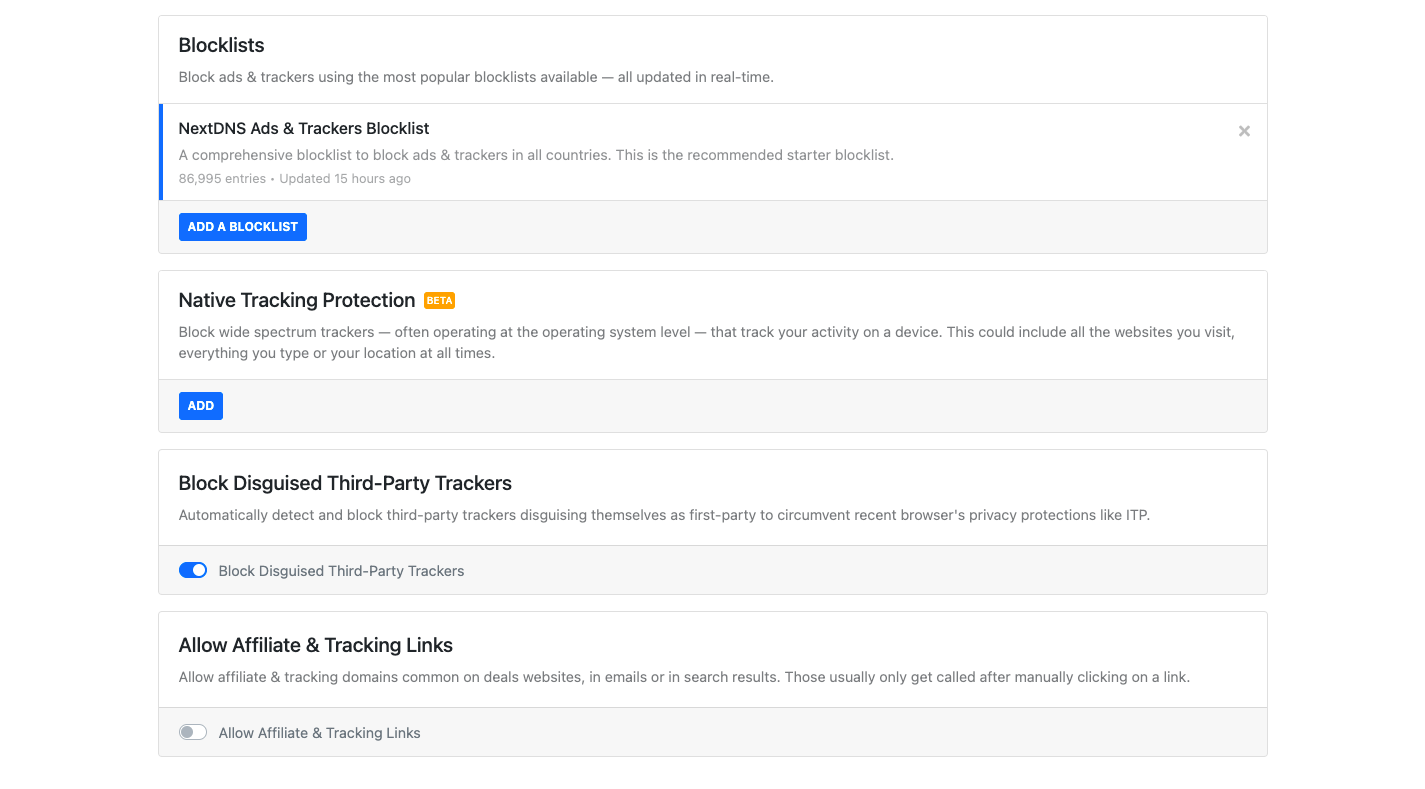 Blocklists
Block ads & trackers using the most popular blocklists available — all updated in real-time.
NextDNS Ads & Trackers Blocklist
A comprehensive blocklist to block ads & trackers in all countries. This is the recommended starter blocklist.
86,995 entries • Updated 15 hours ago
ADD A BLOCKLIST
Native Tracking Protection BETA
Block wide spectrum trackers — often operating at the operating system level — that track your activity on a device. This could include all the websites you visit,
everything you type or your location at all times.
ADD
Block Disguised Third-Party Trackers
Automatically detect and block third-party trackers disguising themselves as first-party to circumvent recent browser's privacy protections like ITP.
Block Disguised Third-Party Trackers
Allow Affiliate & Tracking Links
Allow affiliate & tracking domains common on deals websites, in emails or in search results. Those usually only get called after manually clicking on a link.
Allow Affiliate & Tracking Links